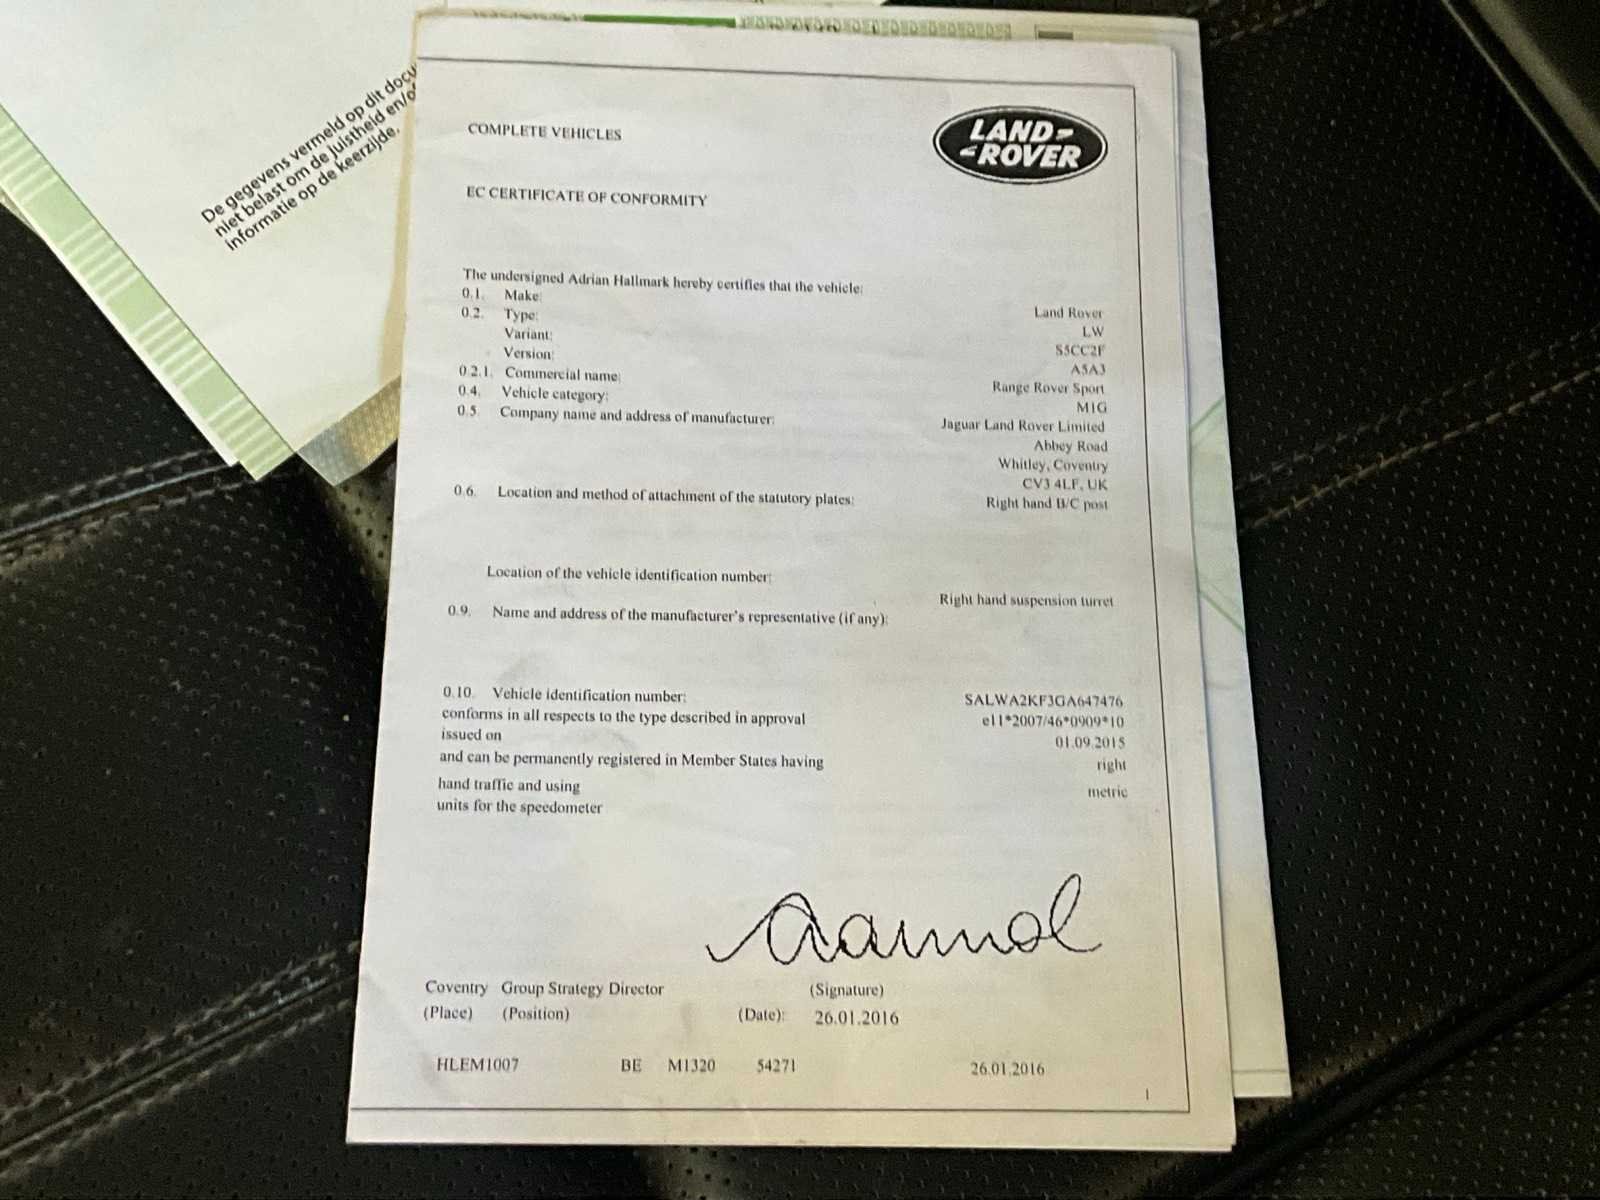 De gegevens vermeld op dit docu
niet belast om de juistheid en/o
informatie op de keerzijde.
LAND-
-ROVER
COMPLETE VEHICLES
EC CERTIFICATE OF CONFORMITY
The undersigned Adrian Hallmark hereby certifies that the vehicle:
0.1. Make: Land Rover
0.2. Type: LW
Variant: S5CC2F
Version: A5A3
0.2.1. Commercial name: Range Rover Sport
0.4. Vehicle category: M1G
0.5. Company name and address of manufacturer: Jaguar Land Rover Limited
Abbey Road
Whitley, Coventry
CV3 4LF, UK
0.6. Location and method of attachment of the statutory plates: Right hand B/C post
Location of the vehicle identification number: Right hand suspension turret
0.9. Name and address of the manufacturer's representative (if any):
0.10. Vehicle identification number: SALWA2KF3GA647476
conforms in all respects to the type described in approval e11*2007/46*0909*10
issued on 01.09.2015
and can be permanently registered in Member States having right
hand traffic and using metric
units for the speedometer
Coventry Group Strategy Director (Signature)
(Place) (Position) (Date): 26.01.2016
HLEM1007 BE M1320 54271 26.01.2016
1